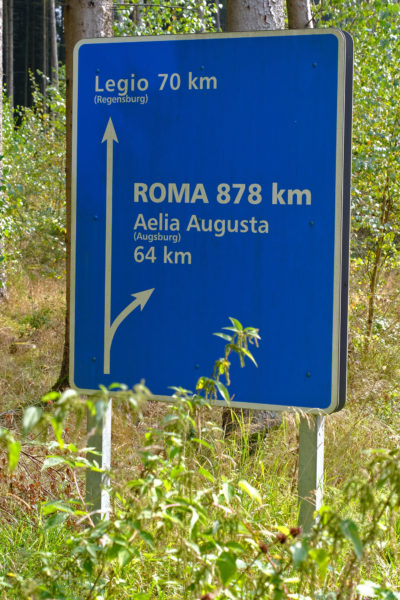 Legio 70 km
(Regensburg)
ROMA 878 km
Aelia Augusta
(Augsburg)
64 km